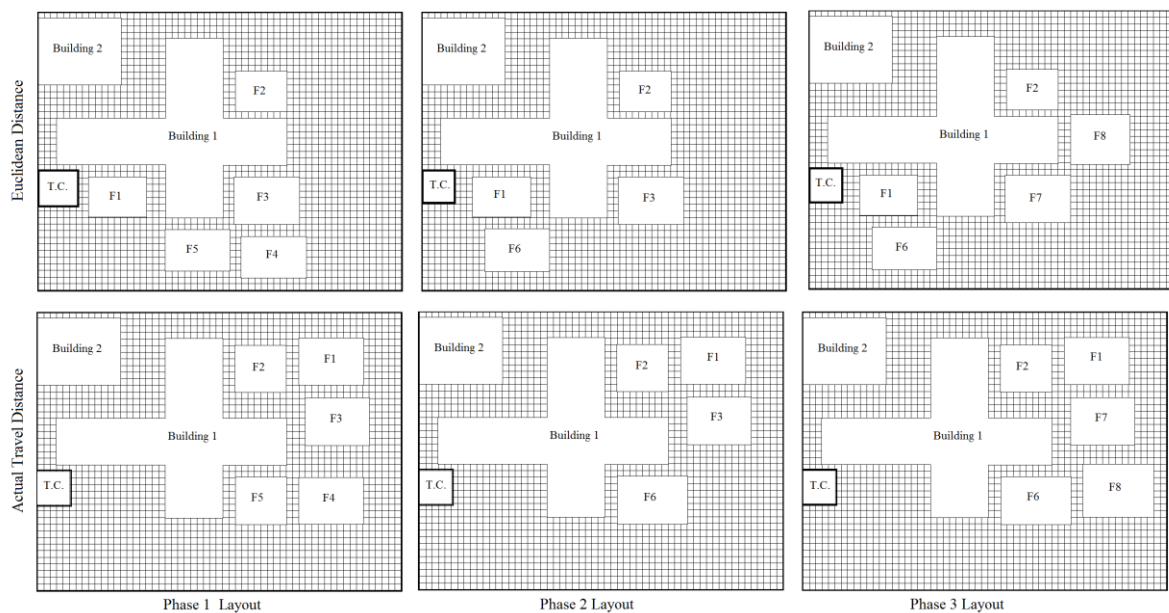 Euclidean Distance
Building 2
F2
Building 1
T.C.
F1
F3
F5
F4
Building 2
F2
Building 1
T.C.
F1
F3
F6
Building 2
F2
Building 1
F8
T.C.
F1
F7
F6
Actual Travel Distance
Building 2
F2
F1
F3
Building 1
T.C.
F5
F4
Building 2
F2
F1
F3
Building 1
T.C.
F6
Building 2
F2
F1
F7
Building 1
T.C.
F6
F8
Phase 1 Layout
Phase 2 Layout
Phase 3 Layout